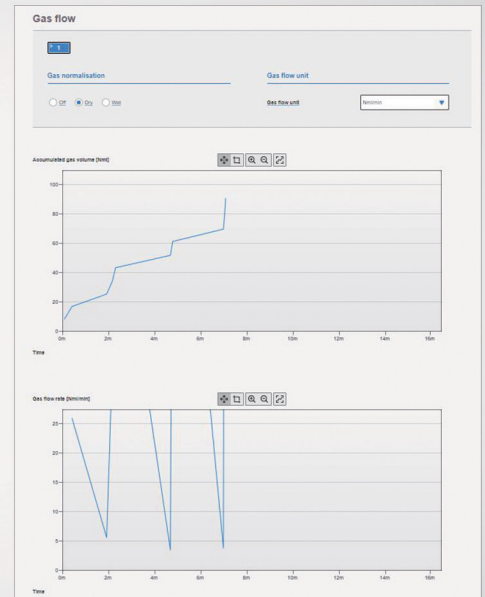 Gas flow
1
Gas normalisation
Gas flow unit
Off Dry Wet
Gas flow unit
Nml/min
Accumulated gas volume [Nml]
100
80
60
40
20
0
0m 2m 4m 6m 8m 10m 12m 14m 16m
Time
Gas flow rate [Nml/min]
25
20
15
10
5
0
0m 2m 4m 6m 8m 10m 12m 14m 16m
Time